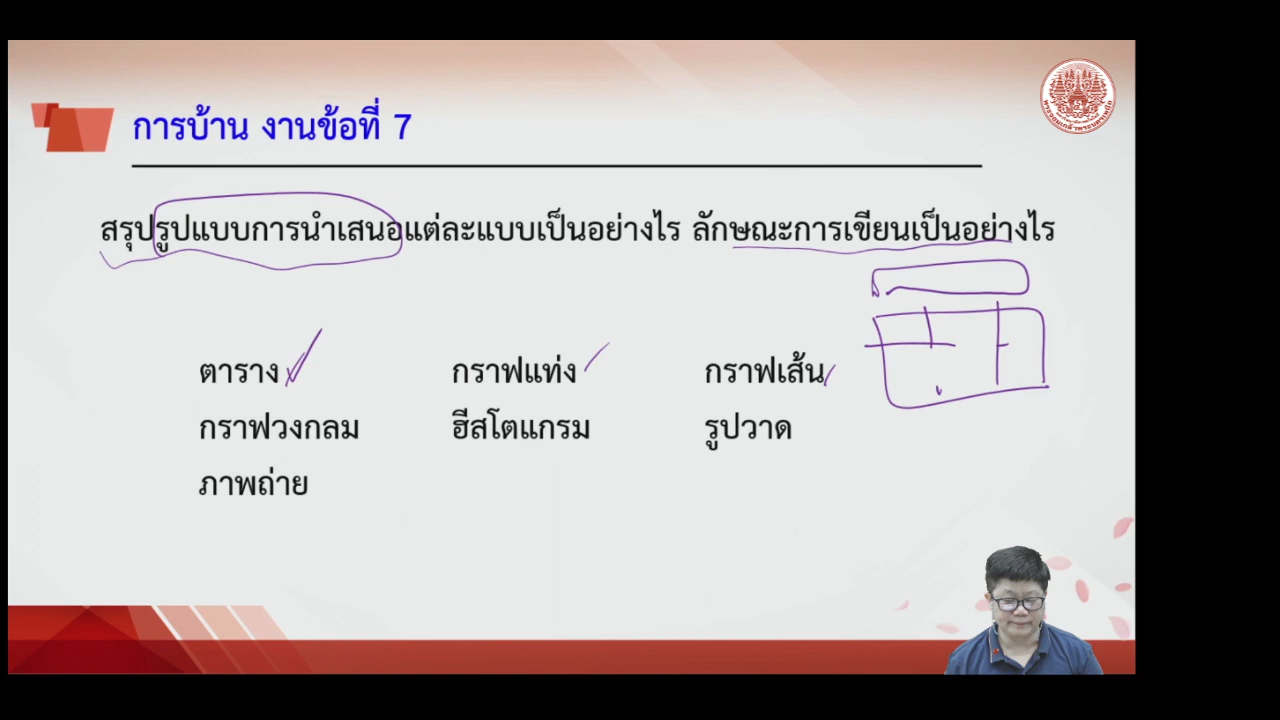 การบ้าน งานข้อที่ 7
สรุปรูปแบบการนำเสนอแต่ละแบบเป็นอย่างไร ลักษณะการเขียนเป็นอย่างไร
ตาราง กราฟแท่ง กราฟเส้น
กราฟวงกลม ฮีสโตแกรม รูปวาด
ภาพถ่าย